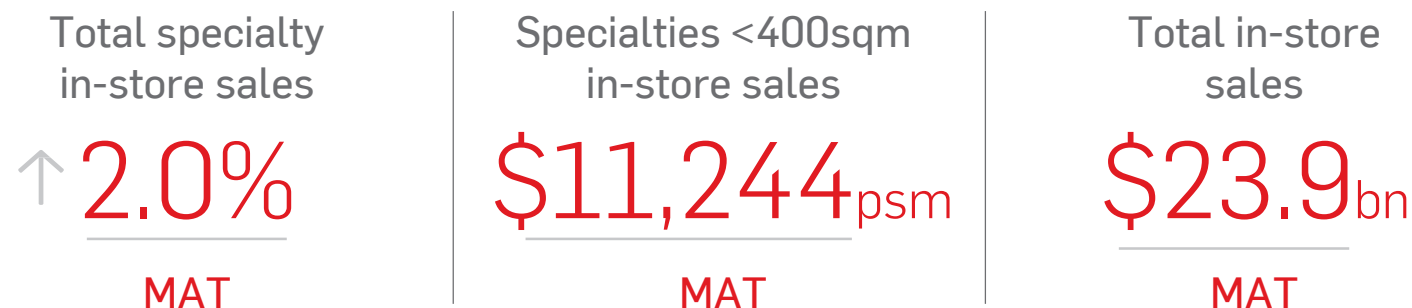 Total specialty
in-store sales
↑ 2.0%
MAT
Specialties <400sqm
in-store sales
$11,244psm
MAT
Total in-store
sales
$23.9bn
MAT